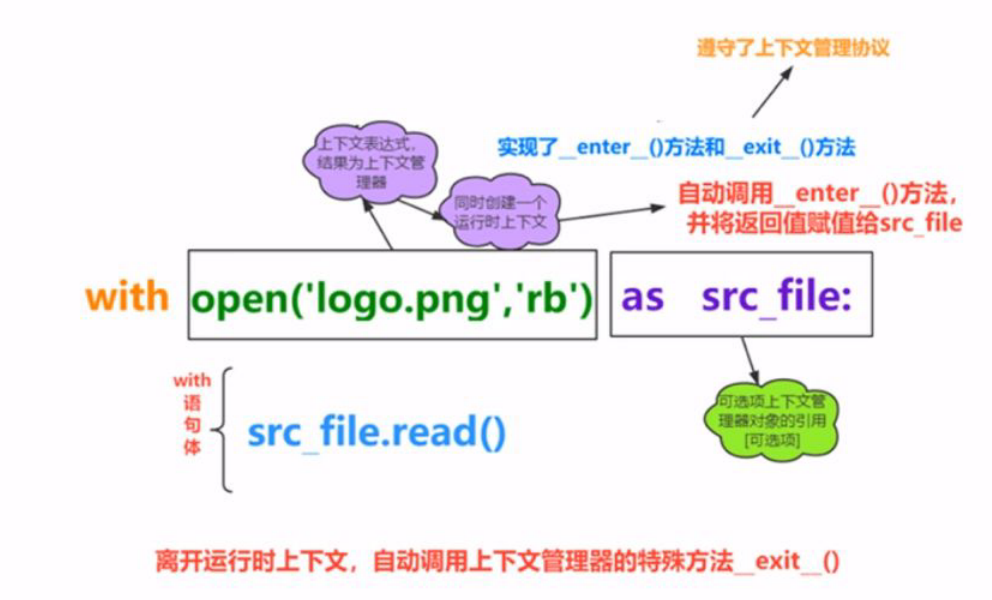 遵守了上下文管理协议
实现了__enter__()方法和__exit__()方法
上下文表达式，
结果为上下文管
理器
同时创建一个
运行时上下文
自动调用__enter__()方法，
并将返回值赋值给src_file
with open('logo.png','rb') as src_file:
with
语
句
体
src_file.read()
可选项上下文管
理器对象的引用
[可选项]
离开运行时上下文，自动调用上下文管理器的特殊方法__exit__()